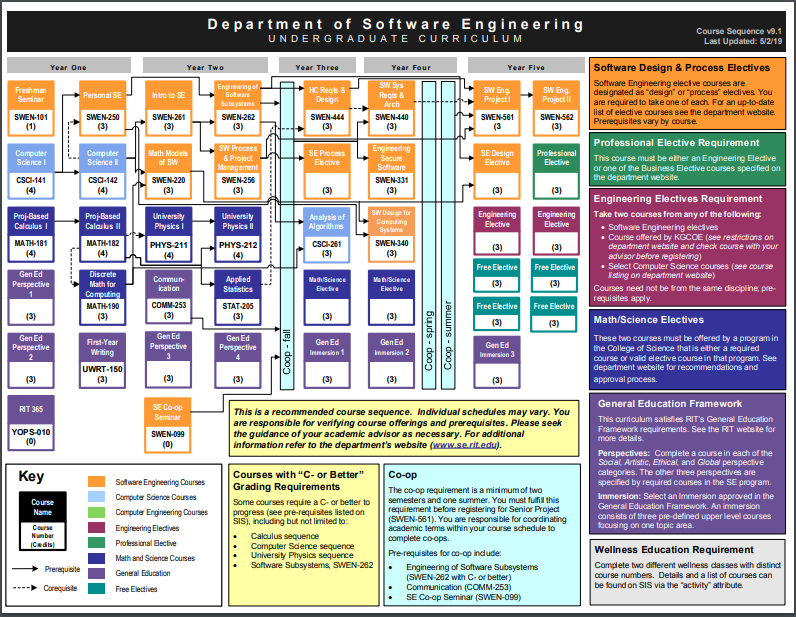 Department of Software Engineering
UNDERGRADUATE CURRICULUM
Course Sequence v9.1
Last Updated: 5/2/19
Year One
Year Two
Year Three
Year Four
Year Five
Freshman
Seminar
SWEN-101
(1)
Personal SE
SWEN-250
(3)
Intro to SE
SWEN-261
(3)
Engineering of
Software
Subsystems
SWEN-262
(3)
HC Reqts &
Design
SWEN-444
(3)
SW Sys
Reqts &
Arch
SWEN-440
(3)
SW Eng.
Project I
SWEN-561
(3)
SW Eng.
Project II
SWEN-562
(3)
Computer
Science I
CSCI-141
(4)
Computer
Science II
CSCI-142
(4)
Math Models
of SW
SWEN-220
(3)
SW Process
& Project
Management
SWEN-256
(3)
SE Process
Elective
(3)
Engineering
Secure
Software
SWEN-331
(3)
SE Design
Elective
(3)
Professional
Elective
(3)
Proj-Based
Calculus I
MATH-181
(4)
Proj-Based
Calculus II
MATH-182
(4)
University
Physics I
PHYS-211
(4)
University
Physics II
PHYS-212
(4)
Analysis of
Algorithms
CSCI-261
(3)
SW Design for
Computing
Systems
SWEN-340
(3)
Engineering
Elective
(3)
Engineering
Elective
(3)
Gen Ed
Perspective
1
(3)
Discrete
Math for
Computing
MATH-190
(3)
Commun-
ication
COMM-253
(3)
Applied
Statistics
STAT-205
(3)
Math/Science
Elective
(3)
Math/Science
Elective
(3)
Free Elective
(3)
Free Elective
(3)
Free Elective
(3)
Free Elective
(3)
Gen Ed
Perspective
2
(3)
First-Year
Writing
UWRT-150
(3)
Gen Ed
Perspective
3
(3)
Gen Ed
Perspective
4
(3)
Gen Ed
Immersion 1
(3)
Gen Ed
Immersion 2
(3)
Gen Ed
Immersion 3
(3)
RIT 365
YOPS-010
(0)
SE Co-op
Seminar
SWEN-099
(0)
Coop - fall
Coop - spring
Coop - summer
This is a recommended course sequence. Individual schedules may vary. You
are responsible for verifying course offerings and prerequisites. Please seek
the guidance of your academic advisor as necessary. For additional
information refer to the department's website (www.se.rit.edu).
Key
Course
Name
Course
Number
(Credits)
Prerequisite
Corequisite
Software Engineering Courses
Computer Science Courses
Computer Engineering Courses
Engineering Electives
Professional Elective
Math and Science Courses
General Education
Free Electives
Courses with “C- or Better”
Grading Requirements
Some courses require a C- or better to
progress (see pre-requisites listed on
SIS), including but not limited to:
• Calculus sequence
• Computer Science sequence
• University Physics sequence
• Software Subsystems, SWEN-262
Co-op
The co-op requirement is a minimum of two
semesters and one summer. You must fulfill this
requirement before registering for Senior Project
(SWEN-561). You are responsible for coordinating
academic terms within your course schedule to
complete co-ops.
Pre-requisites for co-op include:
• Engineering of Software Subsystems
(SWEN-262 with C- or better)
• Communication (COMM-253)
• SE Co-op Seminar (SWEN-099)
Software Design & Process Electives
Software Engineering elective courses are
designated as “design” or “process” electives. You
are required to take one of each. For an up-to-date
list of elective courses see the department website.
Prerequisites vary by course.
Professional Elective Requirement
This course must be either an Engineering Elective
or one of the Business Elective courses specified on
the department website.
Engineering Electives Requirement
Take two courses from any of the following:
• Software Engineering electives
• Course offered by KGCOE (see restrictions on
department website and check course with your
advisor before registering)
• Select Computer Science courses (see course
listing on department website)
Courses need not be from the same discipline; pre-
requisites apply.
Math/Science Electives
These two courses must be offered by a program in
the College of Science that is either a required
course or valid elective course in that program. See
department website for recommendations and
approval process.
General Education Framework
This curriculum satisfies RIT's General Education
Framework requirements. See the RIT website for
more details.
Perspectives: Complete a course in each of the
Social, Artistic, Ethical, and Global perspective
categories. The other three perspectives are
specified by required courses in the SE program.
Immersion: Select an Immersion approved in the
General Education Framework. An immersion
consists of three pre-defined upper level courses
focusing on one topic area.
Wellness Education Requirement
Complete two different wellness classes with distinct
course numbers. Details and a list of courses can
be found on SIS via the “activity” attribute.